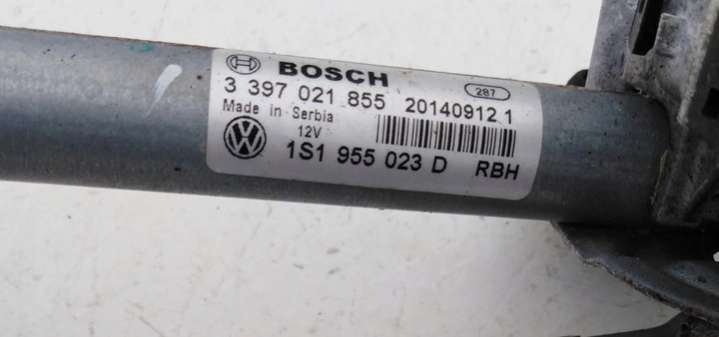 BOSCH 287
3 397 021 855 20140912 1
Made in Serbia
12V
1S1 955 023 D RBH